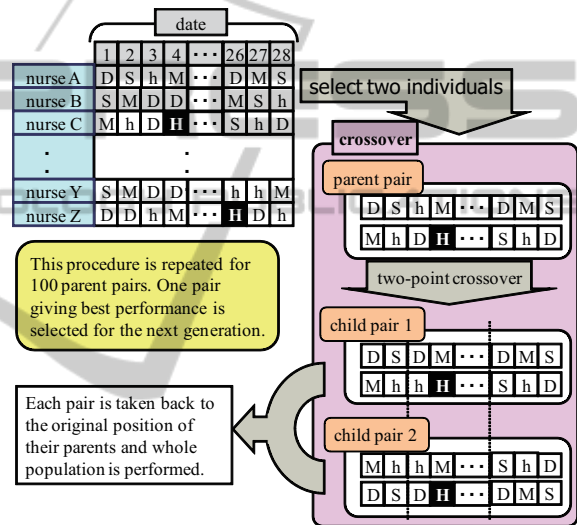 date
1 2 3 4 ··· 26 27 28
nurse A D S h M ··· D M S
nurse B S M D D ··· M S h
nurse C M h D H ··· S h D
. . .
nurse Y S M D D ··· h h M
nurse Z D D h M ··· H D h
select two individuals
crossover
parent pair
D S h M ··· D M S
M h D H ··· S h D
two-point crossover
child pair 1
D S D M ··· D M S
M h h H ··· S h D
child pair 2
M h h M ··· S h D
D S D H ··· D M S
This procedure is repeated for
100 parent pairs. One pair
giving best performance is
selected for the next generation.
Each pair is taken back to
the original position of
their parents and whole
population is performed.